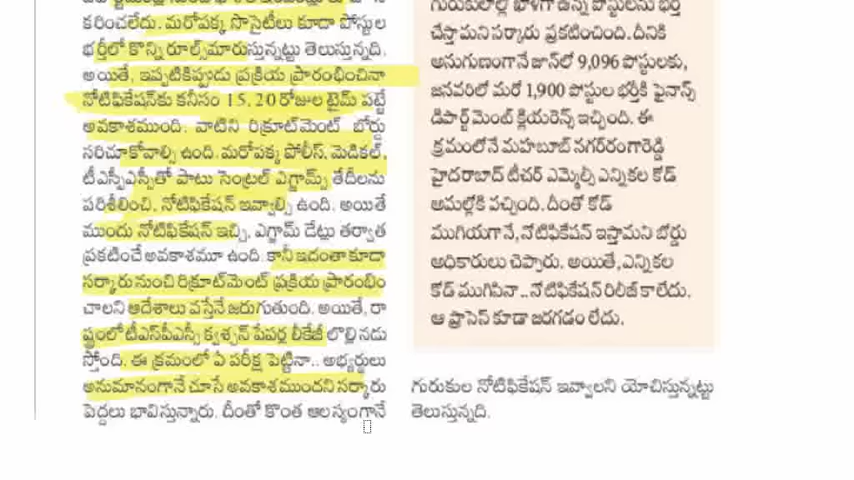 కరించలేదు. మరోపక్క సొసైటీలు కూడా పోస్టుల
భర్తీలో కొన్ని రూల్స్‌మారుస్తున్నట్టు తెలుస్తున్నది.
అయితే, ఇప్పటికిప్పుడు ప్రక్రియ ప్రారంభించినా
నోటిఫికేషన్‌కు కనీసం 15, 20 రోజుల టైమ్ పట్టే
అవకాశముంది. వాటిని రిక్రూట్‌మెంట్ బోర్డు
సరిచూకోవాల్సి ఉంది. మరోపక్క పోలీస్, మెడికల్,
టీఎస్పీఎస్సీతో పాటు సెంట్రల్ ఎగ్జామ్స్ తేదీలను
పరిశీలించి, నోటిఫికేషన్ ఇవ్వాల్సి ఉంది. అయితే
ముందు నోటిఫికేషన్ ఇచ్చి, ఎగ్జామ్ డేట్లు తర్వాత
ప్రకటించే అవకాశమూ ఉంది. కానీ ఇదంతా కూడా
సర్కారు నుంచి రిక్రూట్‌మెంట్ ప్రక్రియ ప్రారంభిం
చాలని ఆదేశాలు వస్తేనే జరుగుతుంది. అయితే, రా
ష్ట్రంలో టీఎస్‌పీఎస్సీ క్వశ్చన్ పేపర్ల లీకేజీ లొల్లి నడు
స్తోంది. ఈ క్రమంలో ఏ పరీక్ష పెట్టినా.. అభ్యర్థులు
అనుమానంగానే చూసే అవకాశముందని సర్కారు
పెద్దలు భావిస్తున్నారు. దీంతో కొంత ఆలస్యంగానే
గురుకులాల్లో ఖాళీగా ఉన్న పోస్టులను భర్తీ
చేస్తామని సర్కారు ప్రకటించింది. దీనికి
అనుగుణంగానే జూన్‌లో 9,096 పోస్టులకు,
జనవరిలో మరో 1,900 పోస్టుల భర్తీకి ఫైనాన్స్
డిపార్ట్‌మెంట్ క్లియరెన్స్ ఇచ్చింది. ఈ
క్రమంలోనే మహబూబ్ నగర్‌రంగారెడ్డి
హైదరాబాద్ టీచర్ ఎమ్మెల్సీ ఎన్నికల కోడ్
అమల్లోకి వచ్చింది. దీంతో కోడ్
ముగియగానే, నోటిఫికేషన్ ఇస్తామని బోర్డు
అధికారులు చెప్పారు. అయితే, ఎన్నికల
కోడ్ ముగిసినా.. నోటిఫికేషన్ రిలీజ్ కాలేదు.
ఆ ప్రాసెస్ కూడా జరగడం లేదు.
గురుకుల నోటిఫికేషన్ ఇవ్వాలని యోచిస్తున్నట్టు
తెలుస్తున్నది.